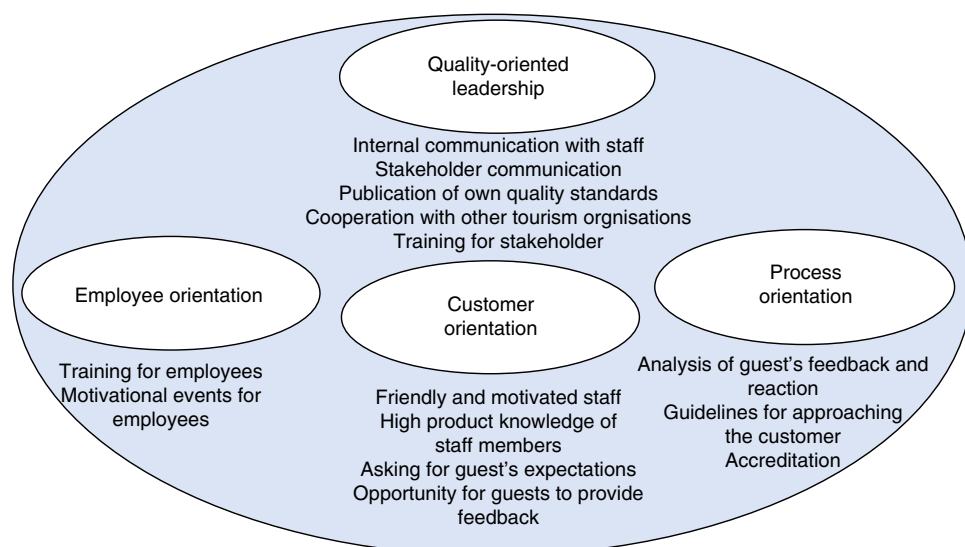 Quality-oriented
leadership
Internal communication with staff
Stakeholder communication
Publication of own quality standards
Cooperation with other tourism orgnisations
Training for stakeholder
Employee orientation
Training for employees
Motivational events for
employees
Customer
orientation
Friendly and motivated staff
High product knowledge of
staff members
Asking for guest's expectations
Opportunity for guests to provide
feedback
Process
orientation
Analysis of guest's feedback and
reaction
Guidelines for approaching
the customer
Accreditation